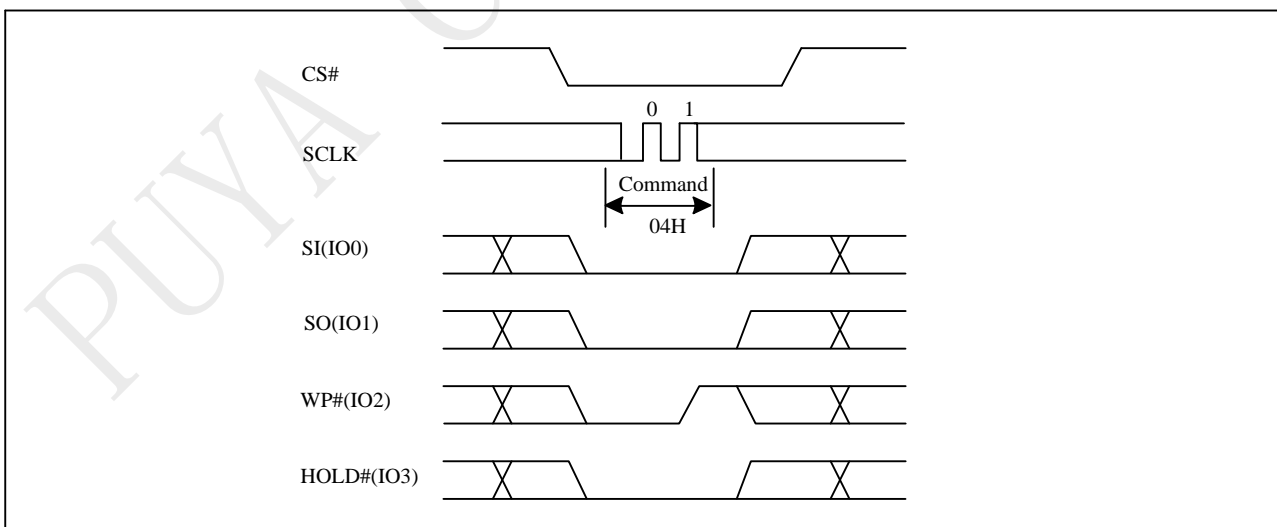 CS#
0 1
SCLK
Command
04H
SI(IO0)
SO(IO1)
WP#(IO2)
HOLD#(IO3)
PUYA